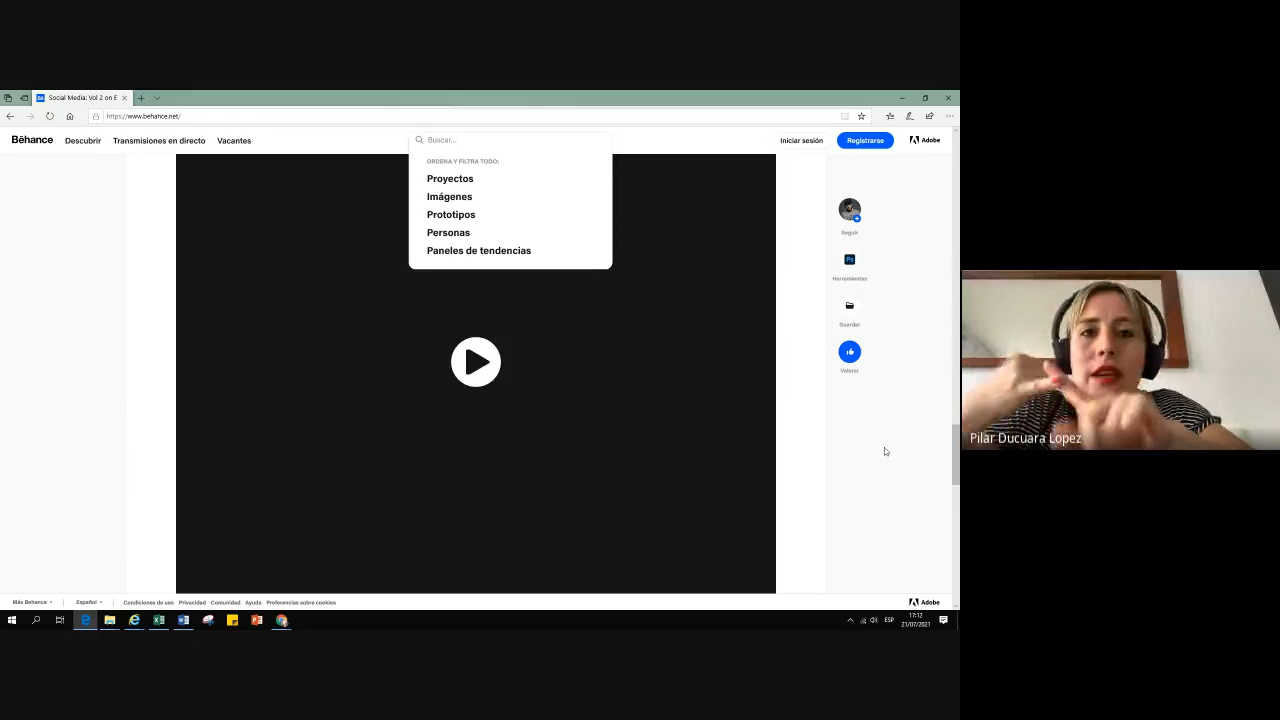 Social Media: Vol 2 on E
https://www.behance.net/
Bēhance Descubrir Transmisiones en directo Vacantes
Buscar...
Iniciar sesión Registrarse Adobe
ORDENA Y FILTRA TODO:
Proyectos
Imágenes
Prototipos
Personas
Paneles de tendencias
Seguir
Ps
Herramientas
Guardar
Valorar
Pilar Ducuara Lopez
Más Behance Español Condiciones de uso Privacidad Comunidad Ayuda Preferencias sobre cookies Adobe
ESP
17:12
21/07/2021